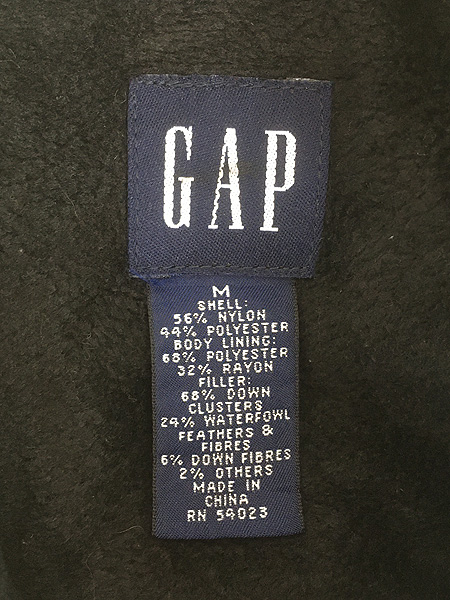 GAP
M
SHELL:
56% NYLON
44% POLYESTER
BODY LINING:
68% POLYESTER
32% RAYON
FILLER:
68% DOWN
CLUSTERS
24% WATERFOWL
FEATHERS &
FIBRES
6% DOWN FIBRES
2% OTHERS
MADE IN
CHINA
RN 54023